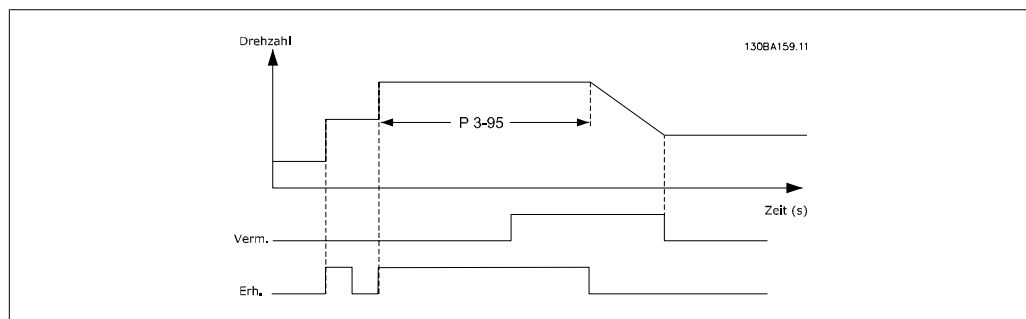 Drehzahl
130BA159.11
P 3-95
Zeit (s)
Verm.
Erh.